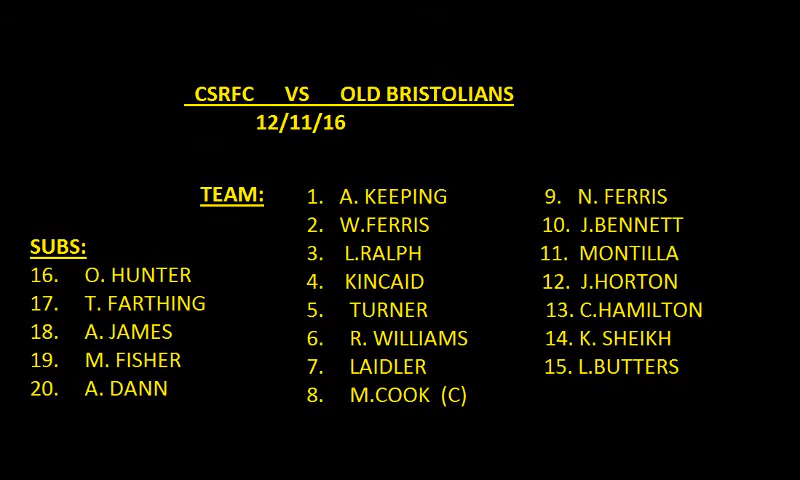 CSRFC VS OLD BRISTOLIANS
12/11/16
TEAM:
1. A. KEEPING
2. W.FERRIS
3. L.RALPH
4. KINCAID
5. TURNER
6. R. WILLIAMS
7. LAIDLER
8. M.COOK (C)
9. N. FERRIS
10. J.BENNETT
11. MONTILLA
12. J.HORTON
13. C.HAMILTON
14. K. SHEIKH
15. L.BUTTERS
SUBS:
16. O. HUNTER
17. T. FARTHING
18. A. JAMES
19. M. FISHER
20. A. DANN